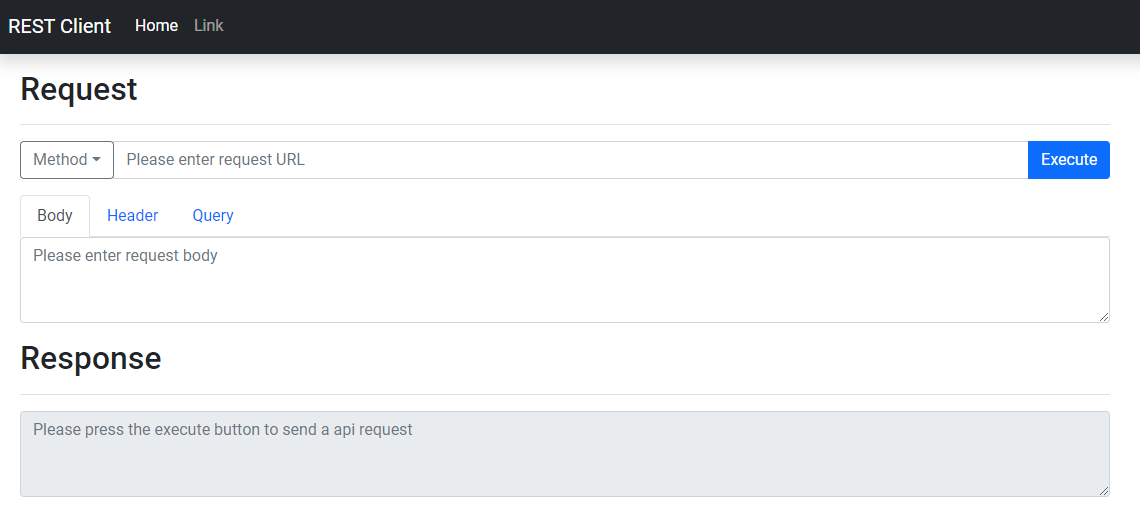 REST Client Home Link
Request
Method Please enter request URL Execute
Body Header Query
Please enter request body
Response
Please press the execute button to send a api request